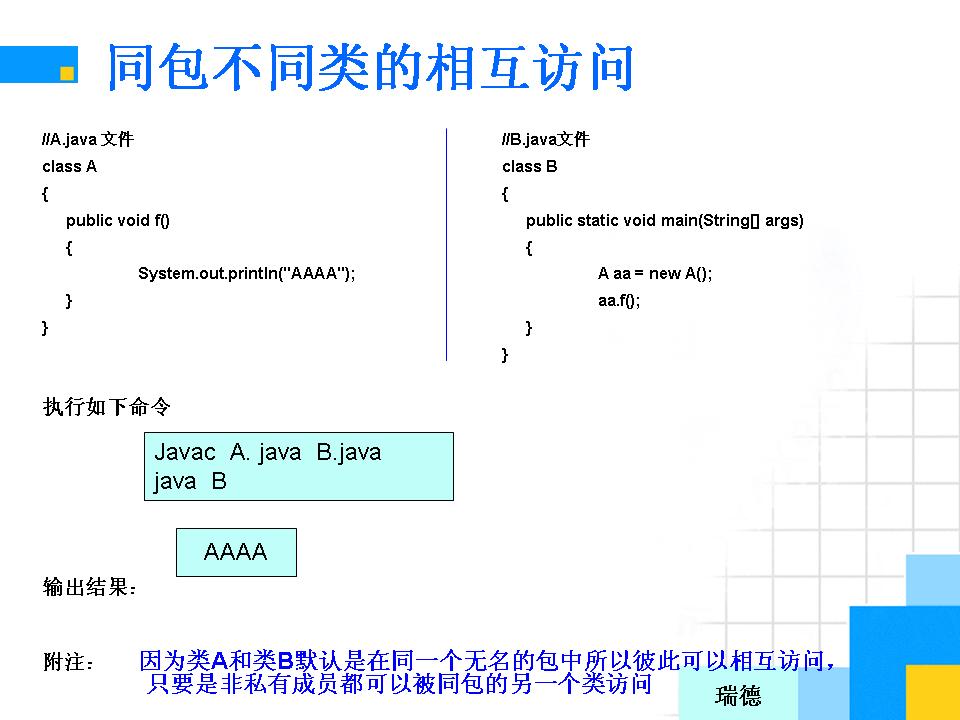 同包不同类的相互访问
//A.java 文件
class A
{
public void f()
{
System.out.println("AAAA");
}
}
//B.java文件
class B
{
public static void main(String[] args)
{
A aa = new A();
aa.f();
}
}
执行如下命令
Javac  A. java  B.java
java  B
AAAA
输出结果：
附注： 因为类A和类B默认是在同一个无名的包中所以彼此可以相互访问，
只要是非私有成员都可以被同包的另一个类访问
瑞德